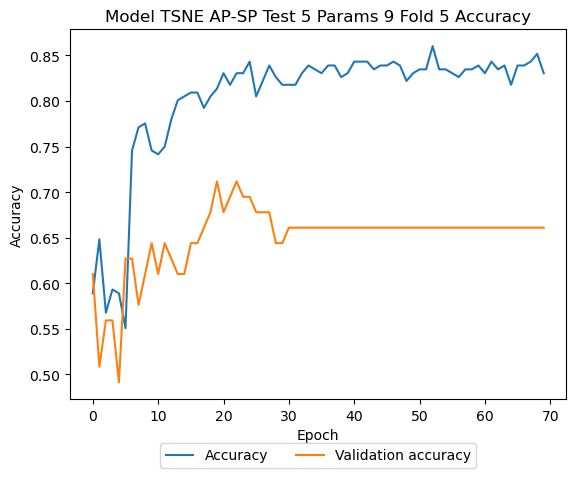 Model TSNE AP-SP Test 5 Params 9 Fold 5 Accuracy
0.85
0.80
0.75
0.70
0.65
0.60
0.55
0.50
Accuracy
0 10 20 30 40 50 60 70
Epoch
Accuracy Validation accuracy